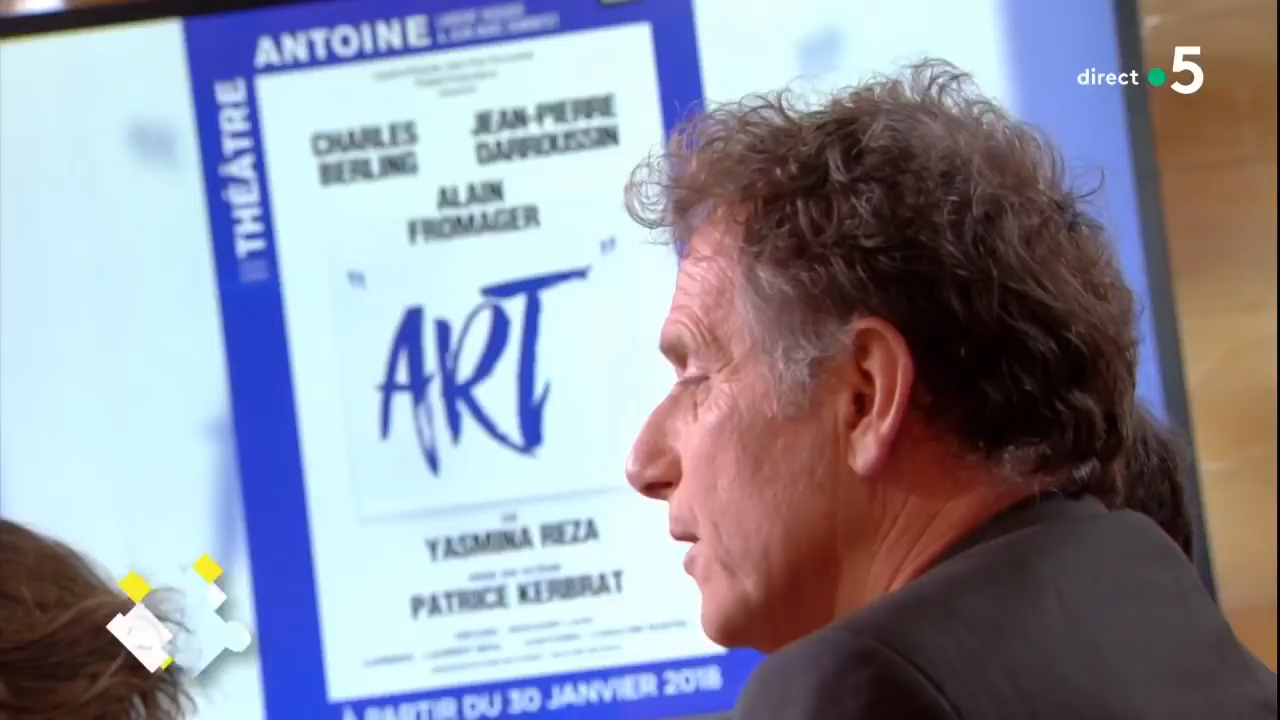 direct 5
THÉÂTRE
ANTOINE
CHARLES
BERLING
JEAN-PIERRE
DARROUSSIN
ALAIN
FROMAGER
"ART"
YASMINA REZA
PATRICE KERBRAT
À PARTIR DU 30 JANVIER 2018